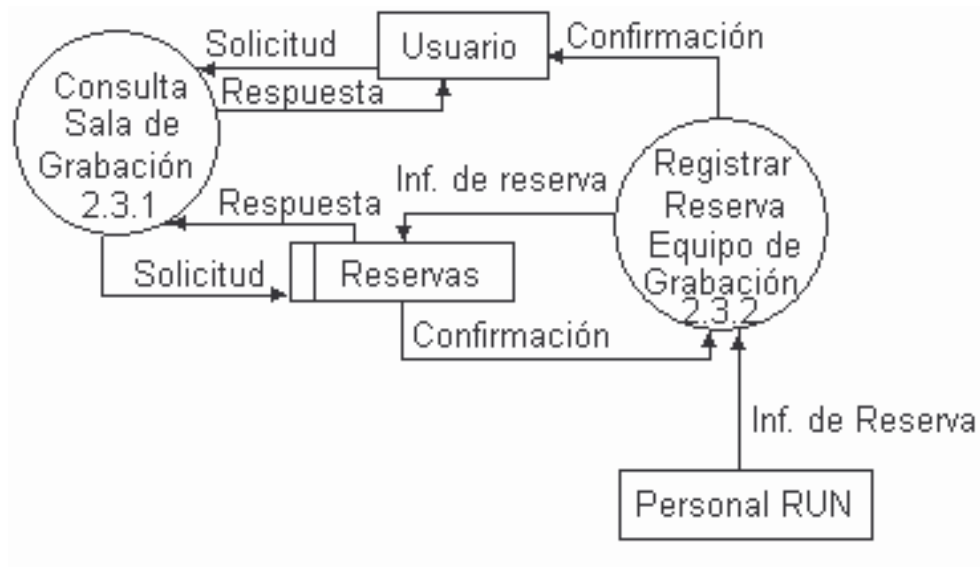 Solicitud
Usuario
Confirmación
Consulta
Sala de
Grabación
2.3.1
Respuesta
Registrar
Reserva
Equipo de
Grabación
2.3.2
Inf. de reserva
Respuesta
Solicitud
Reservas
Confirmación
Inf. de Reserva
Personal RUN